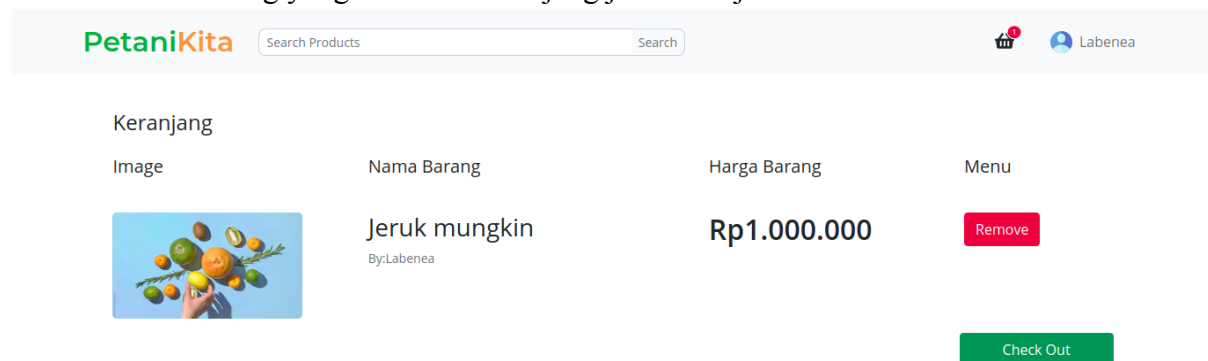 PetaniKita Search Products Search 1 Labenea
Keranjang
Image Nama Barang Harga Barang Menu
Jeruk mungkin Rp1.000.000 Remove
By:Labenea
Check Out